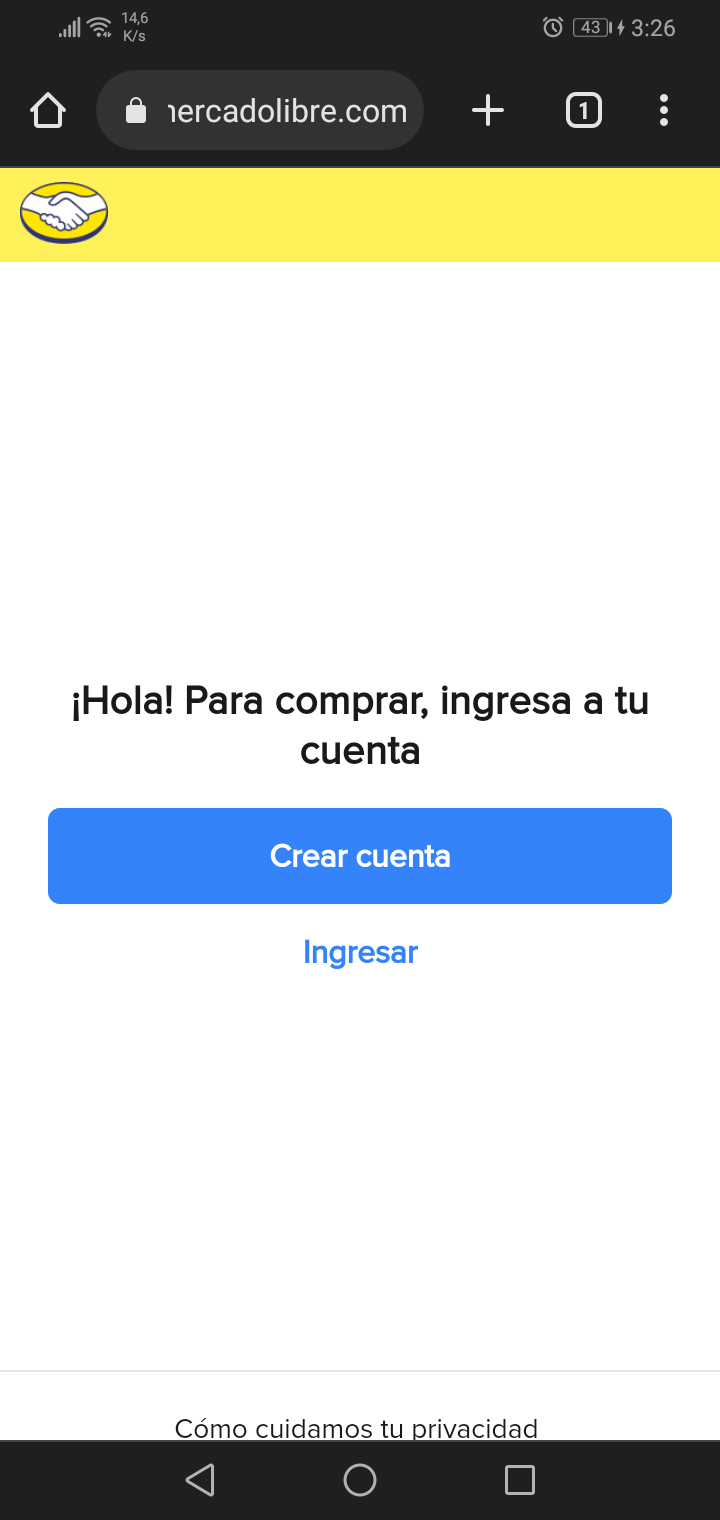 14,6
K/s
43
3:26
mercadolibre.com
1
¡Hola! Para comprar, ingresa a tu
cuenta
Crear cuenta
Ingresar
Cómo cuidamos tu privacidad